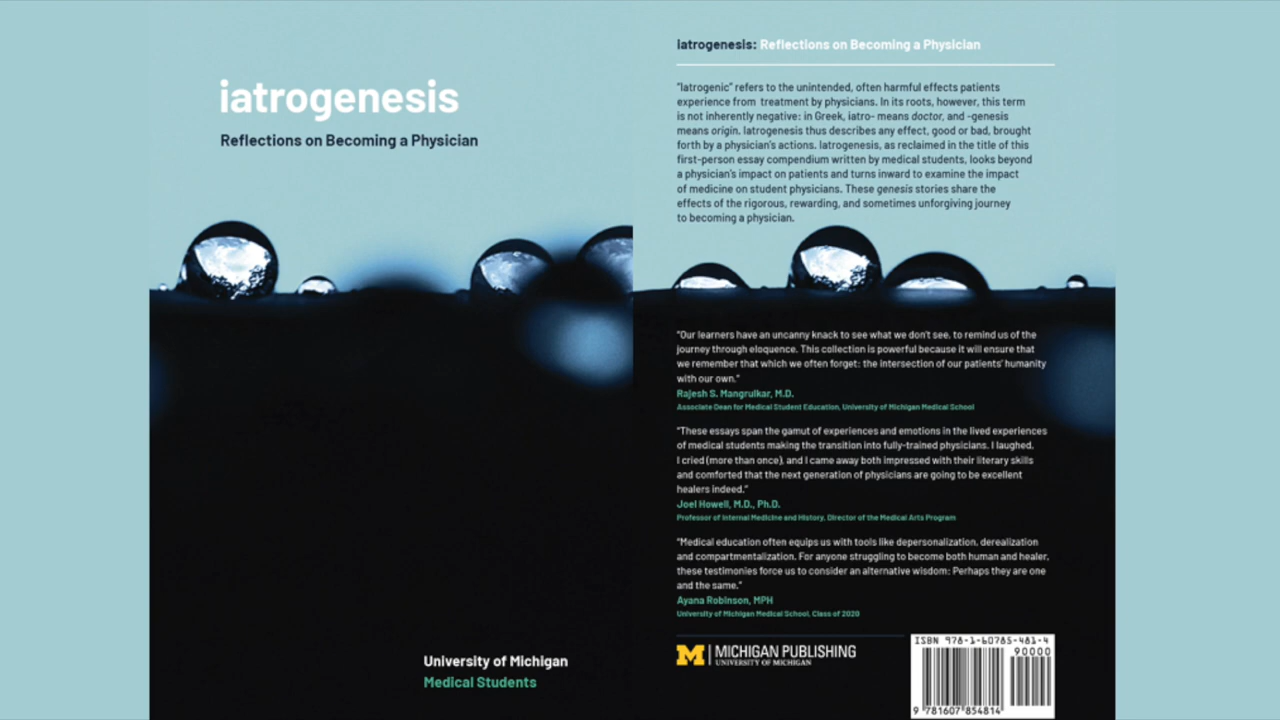 iatrogenesis
Reflections on Becoming a Physician
University of Michigan
Medical Students
iatrogenesis: Reflections on Becoming a Physician
"Iatrogenic" refers to the unintended, often harmful effects patients
experience from treatment by physicians. In its roots, however, this term
is not inherently negative: in Greek, iatro- means doctor, and -genesis
means origin. Iatrogenesis thus describes any effect, good or bad, brought
forth by a physician's actions. Iatrogenesis, as reclaimed in the title of this
first-person essay compendium written by medical students, looks beyond
a physician's impact on patients and turns inward to examine the impact
of medicine on student physicians. These genesis stories share the
effects of the rigorous, rewarding, and sometimes unforgiving journey
to becoming a physician.
"Our learners have an uncanny knack to see what we don't see, to remind us of the
journey through eloquence. This collection is powerful because it will ensure that
we remember that which we often forget: the intersection of our patients' humanity
with our own."
Rajesh S. Mangrulkar, M.D.
Associate Dean for Medical Student Education, University of Michigan Medical School
"These essays span the gamut of experiences and emotions in the lived experiences
of medical students making the transition into fully-trained physicians. I laughed,
I cried (more than once), and I came away both impressed with their literary skills
and comforted that the next generation of physicians are going to be excellent
healers indeed."
Joel Howell, M.D., Ph.D.
Professor of Internal Medicine and History, Director of the Medical Arts Program
"Medical education often equips us with tools like depersonalization, derealization
and compartmentalization. For anyone struggling to become both human and healer,
these testimonies force us to consider an alternative wisdom: Perhaps they are one
and the same."
Ayana Robinson, MPH
University of Michigan Medical School, Class of 2020
M MICHIGAN PUBLISHING
UNIVERSITY OF MICHIGAN
ISBN 978-1-60785-481-4
90000
9 781607 854814